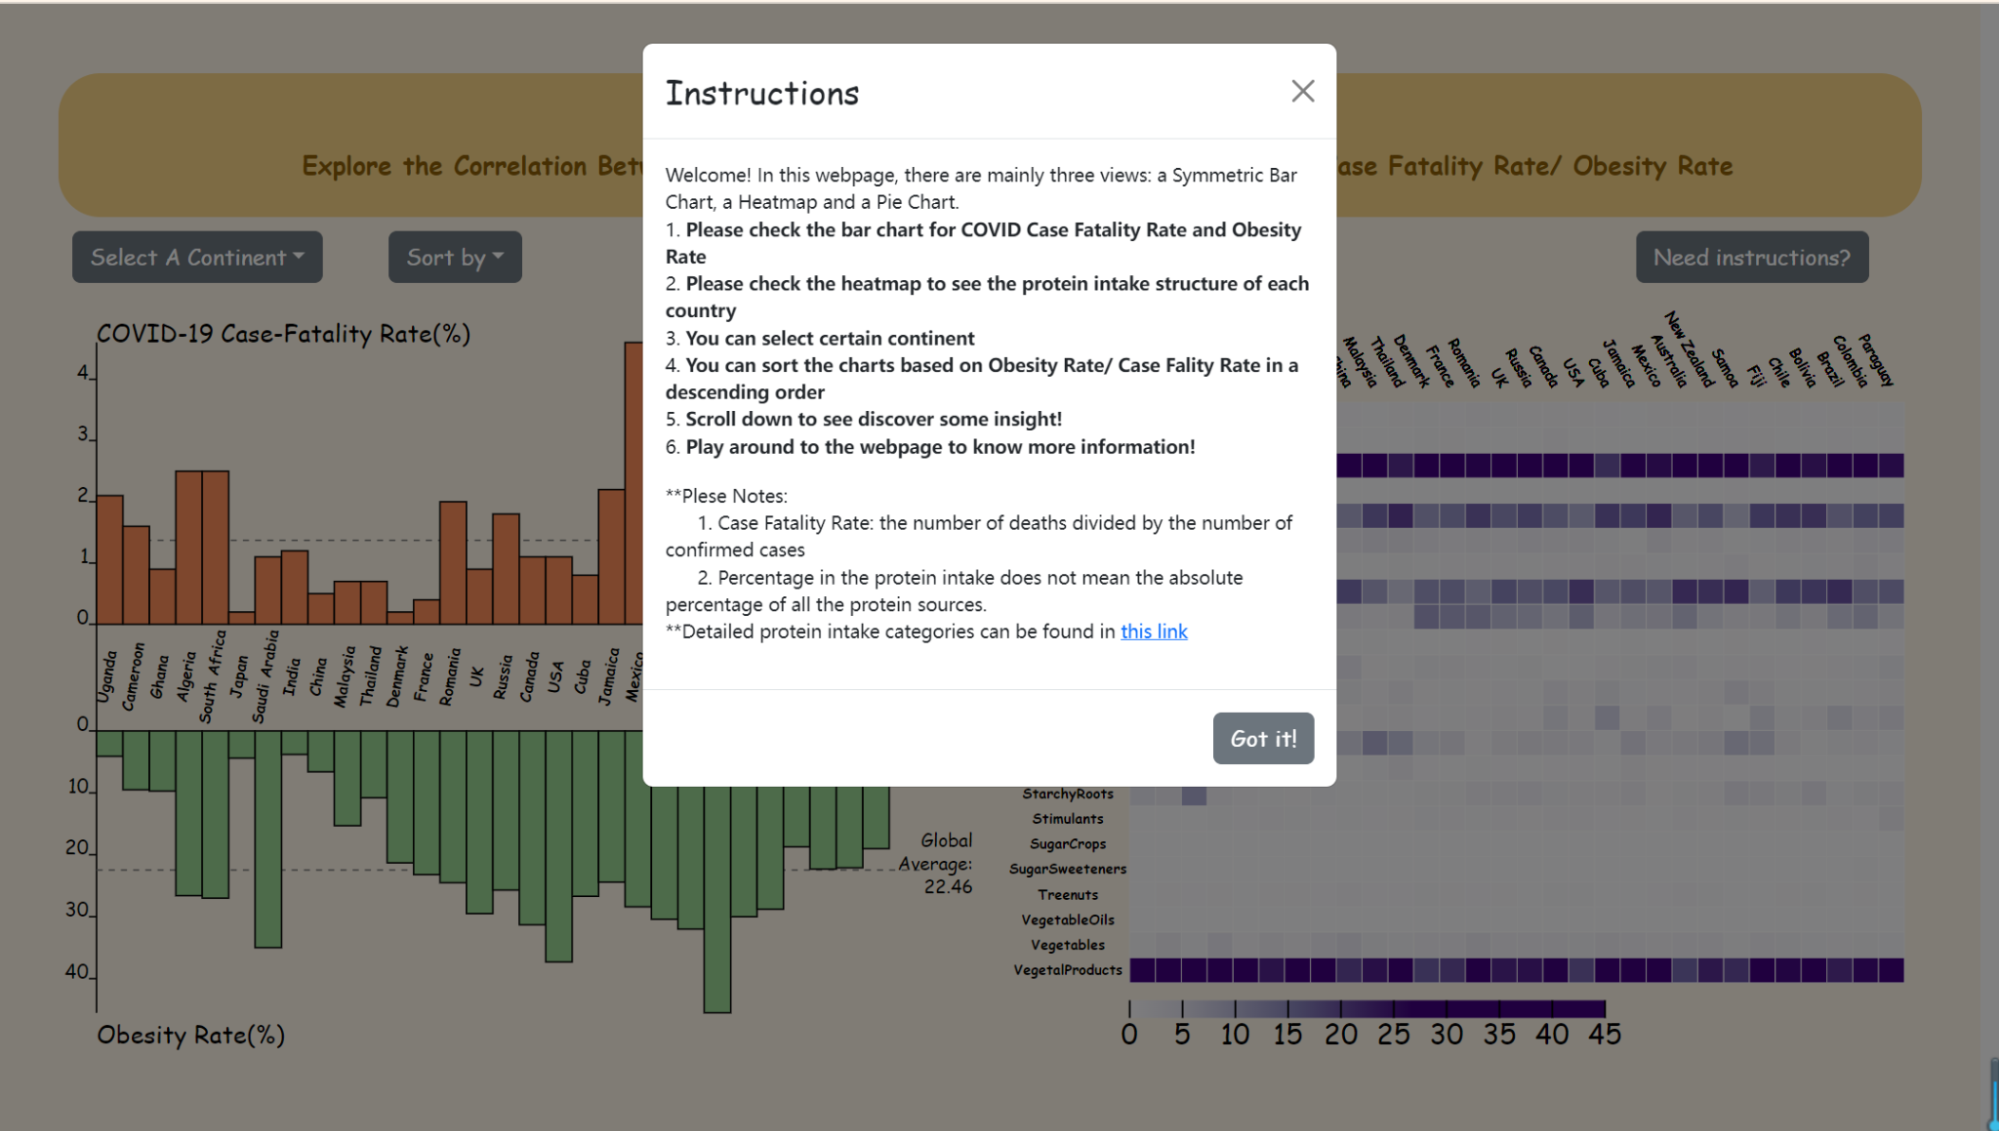 Instructions
Explore the Correlation Bet
ase Fatality Rate/ Obesity Rate
Select A Continent
Sort by
Need instructions?
Welcome! In this webpage, there are mainly three views: a Symmetric Bar
Chart, a Heatmap and a Pie Chart.
1. Please check the bar chart for COVID Case Fatality Rate and Obesity
Rate
2. Please check the heatmap to see the protein intake structure of each
country
3. You can select certain continent
4. You can sort the charts based on Obesity Rate/ Case Fality Rate in a
descending order
5. Scroll down to see discover some insight!
6. Play around to the webpage to know more information!
**Plese Notes:
1. Case Fatality Rate: the number of deaths divided by the number of
confirmed cases
2. Percentage in the protein intake does not mean the absolute
percentage of all the protein sources.
**Detailed protein intake categories can be found in this link
Got it!
COVID-19 Case-Fatality Rate(%)
4
3
2
1
0
Uganda
Cameroon
Ghana
Algeria
South Africa
Japan
Saudi Arabia
India
China
Malaysia
Thailand
Denmark
France
Romania
UK
Russia
Canada
USA
Cuba
Jamaica
Mexico
0
10
20
30
40
Global
Average:
22.46
Obesity Rate(%)
hina
Malaysia
Thailand
Denmark
France
Romania
UK
Russia
Canada
USA
Cuba
Jamaica
Mexico
Australia
New Zealand
Samoa
Fiji
Chile
Bolivia
Brazil
Colombia
Paraguay
StarchyRoots
Stimulants
SugarCrops
SugarSweeteners
Treenuts
VegetableOils
Vegetables
VegetalProducts
0 5 10 15 20 25 30 35 40 45